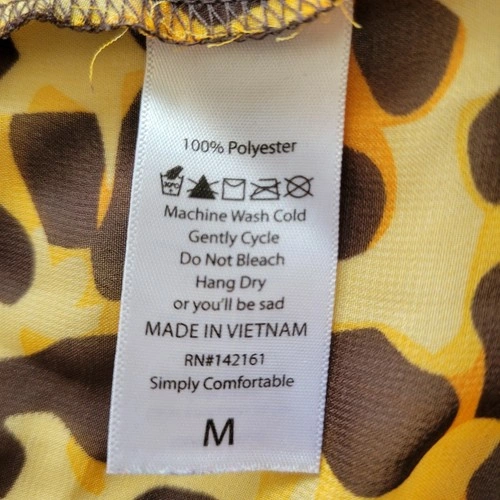 100% Polyester
Machine Wash Cold
Gently Cycle
Do Not Bleach
Hang Dry
or you'll be sad
MADE IN VIETNAM
RN#142161
Simply Comfortable
M